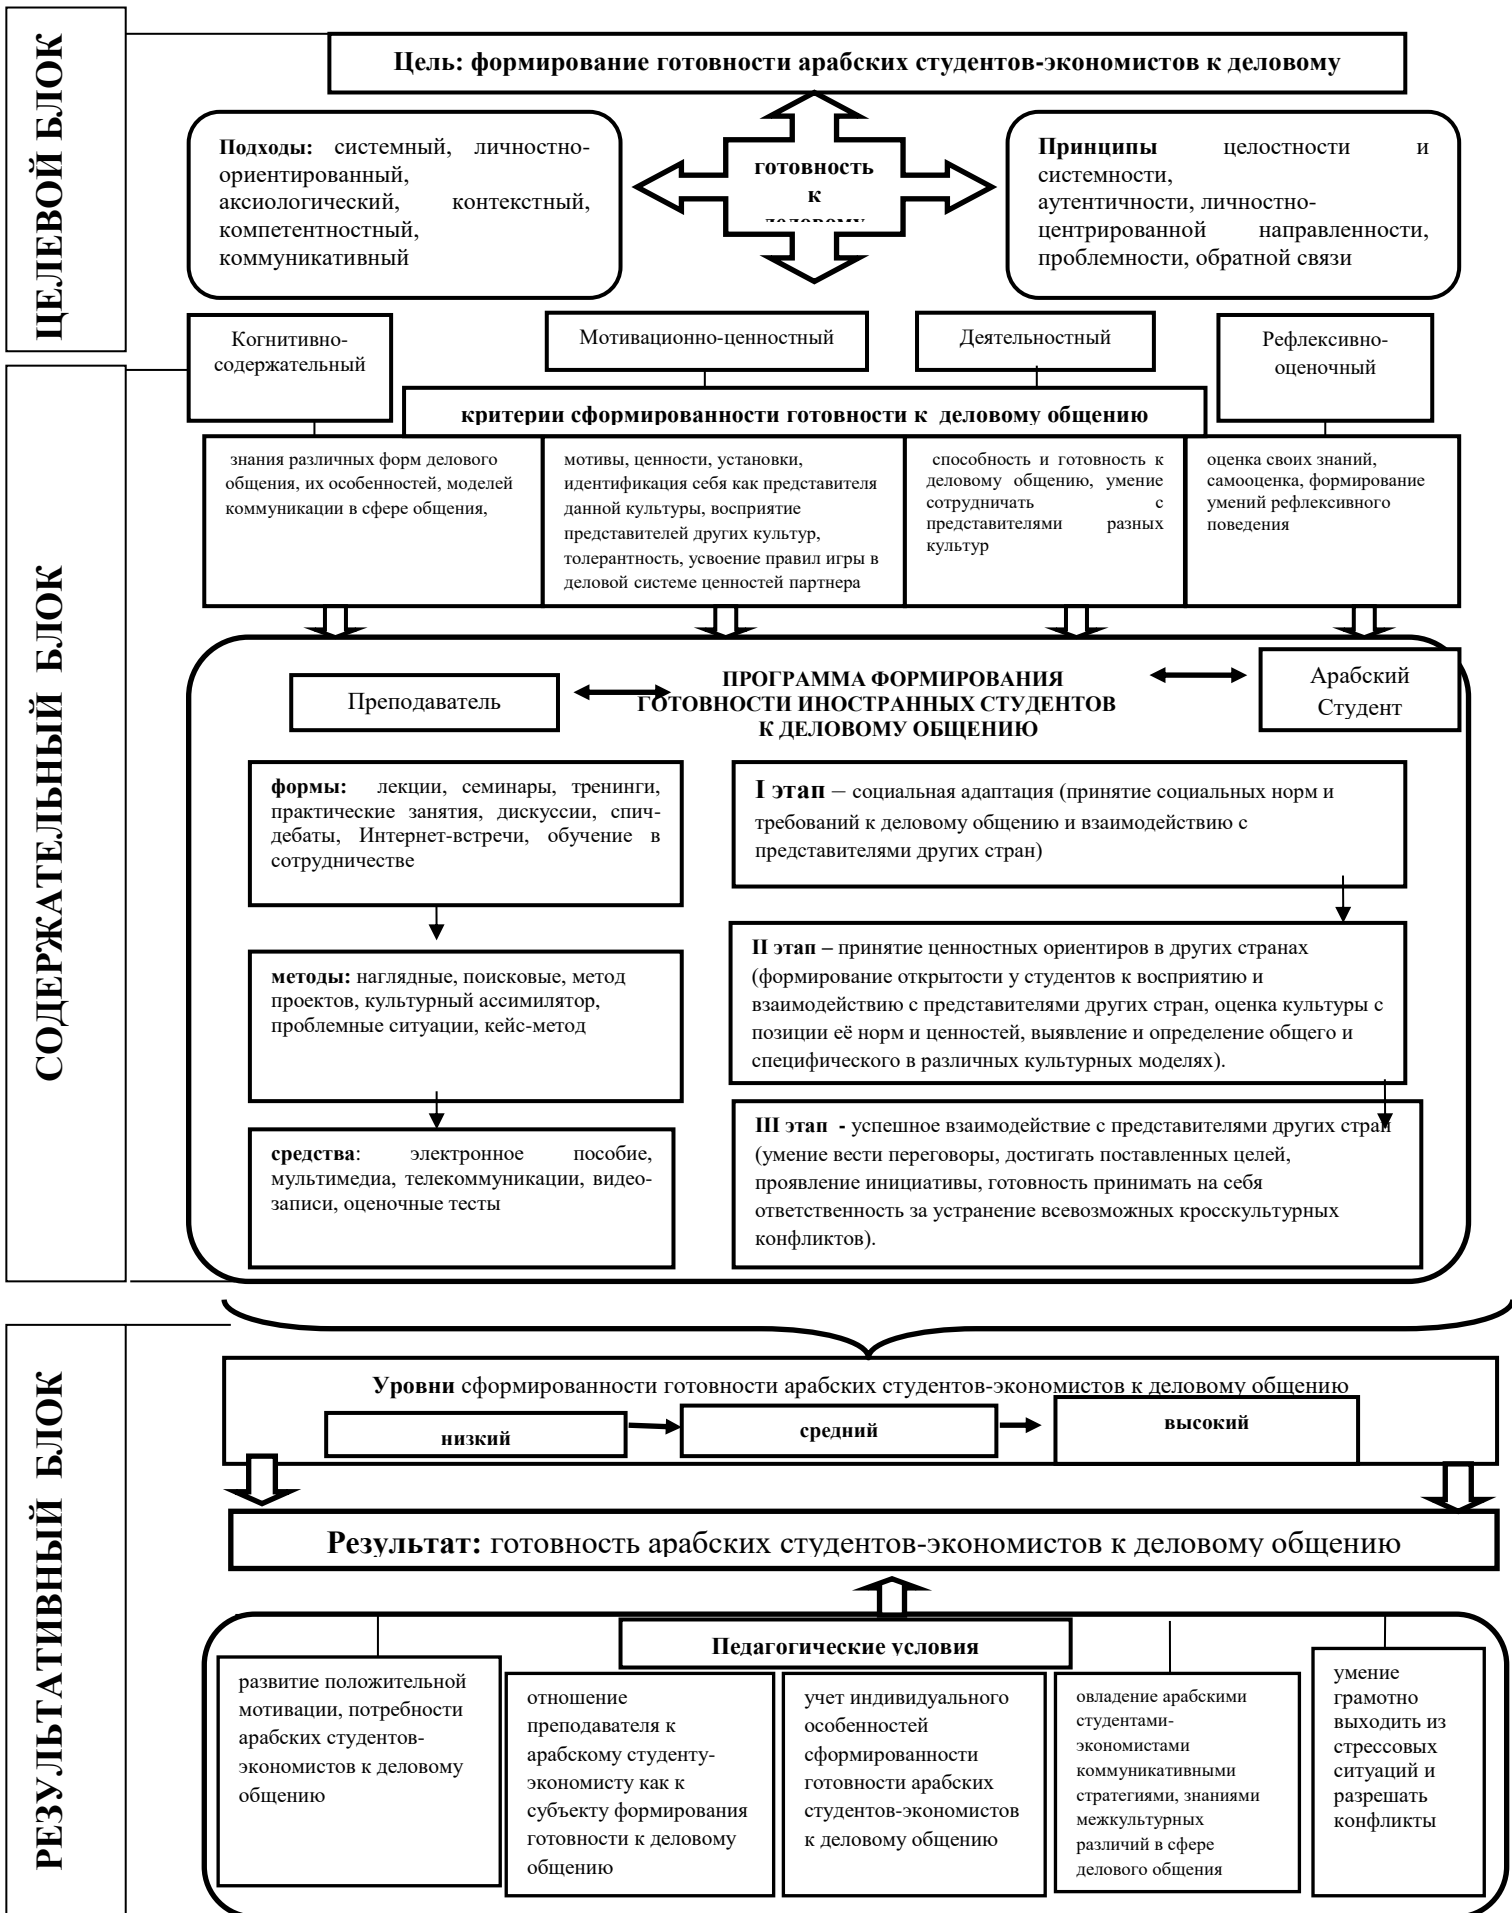 ЦЕЛЕВОЙ БЛОК
Цель: формирование готовности арабских студентов-экономистов к деловому
Подходы: системный, личностно-
ориентированный,
аксиологический, контекстный,
компетентностный,
коммуникативный
готовность
к
деловому
Принципы целостности и
системности,
аутентичности, личностно-
центрированной направленности,
проблемности, обратной связи
СОДЕРЖАТЕЛЬНЫЙ БЛОК
Когнитивно-
содержательный
Мотивационно-ценностный
Деятельностный
Рефлексивно-
оценочный
критерии сформированности готовности к деловому общению
знания различных форм делового
общения, их особенностей, моделей
коммуникации в сфере общения,
мотивы, ценности, установки,
идентификация себя как представителя
данной культуры, восприятие
представителей других культур,
толерантность, усвоение правил игры в
деловой системе ценностей партнера
способность и готовность к
деловому общению, умение
сотрудничать с
представителями разных
культур
оценка своих знаний,
самооценка, формирование
умений рефлексивного
поведения
Преподаватель
ПРОГРАММА ФОРМИРОВАНИЯ
ГОТОВНОСТИ ИНОСТРАННЫХ СТУДЕНТОВ
К ДЕЛОВОМУ ОБЩЕНИЮ
Арабский
Студент
формы: лекции, семинары, тренинги,
практические занятия, дискуссии, спич-
дебаты, Интернет-встречи, обучение в
сотрудничестве
методы: наглядные, поисковые, метод
проектов, культурный ассимилятор,
проблемные ситуации, кейс-метод
средства: электронное пособие,
мультимедиа, телекоммуникации, видео-
записи, оценочные тесты
I этап – социальная адаптация (принятие социальных норм и
требований к деловому общению и взаимодействию с
представителями других стран)
II этап – принятие ценностных ориентиров в других странах
(формирование открытости у студентов к восприятию и
взаимодействию с представителями других стран, оценка культуры с
позиции её норм и ценностей, выявление и определение общего и
специфического в различных культурных моделях).
III этап - успешное взаимодействие с представителями других стран
(умение вести переговоры, достигать поставленных целей,
проявление инициативы, готовность принимать на себя
ответственность за устранение всевозможных кросскультурных
конфликтов).
РЕЗУЛЬТАТИВНЫЙ БЛОК
Уровни сформированности готовности арабских студентов-экономистов к деловому общению
низкий
средний
высокий
Результат: готовность арабских студентов-экономистов к деловому общению
Педагогические условия
развитие положительной
мотивации, потребности
арабских студентов-
экономистов к деловому
общению
отношение
преподавателя к
арабскому студенту-
экономисту как к
субъекту формирования
готовности к деловому
общению
учет индивидуального
особенностей
сформированности
готовности арабских
студентов-экономистов
к деловому общению
овладение арабскими
студентами-
экономистами
коммуникативными
стратегиями, знаниями
межкультурных
различий в сфере
делового общения
умение
грамотно
выходить из
стрессовых
ситуаций и
разрешать
конфликты